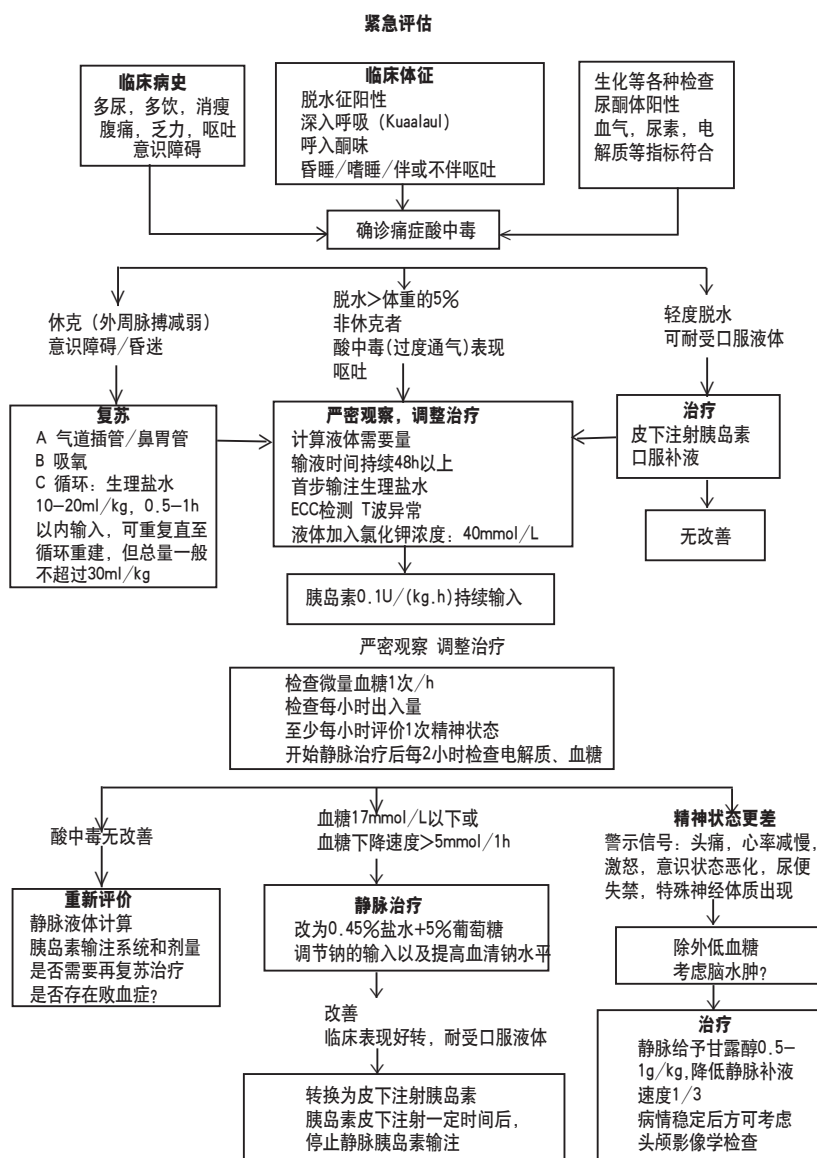 紧急评估
临床病史
多尿，多饮，消瘦
腹痛，乏力，呕吐
意识障碍
临床体征
脱水征阳性
深入呼吸 (Kuaalaul)
呼入酮味
昏睡/嗜睡/伴或不伴呕吐
生化等各种检查
尿酮体阳性
血气，尿素，电
解质等指标符合
确诊痛症酸中毒
休克 (外周脉搏减弱)
意识障碍/昏迷
脱水>体重的5%
非休克者
酸中毒(过度通气)表现
呕吐
轻度脱水
可耐受口服液体
复苏
A 气道插管/鼻胃管
B 吸氧
C 循环：生理盐水
10—20ml/kg，0.5-1h
以内输入，可重复直至
循环重建，但总量一般
不超过30ml/kg
严密观察，调整治疗
计算液体需要量
输液时间持续48h以上
首步输注生理盐水
ECC检测 T波异常
液体加入氯化钾浓度：40mmol/L
治疗
皮下注射胰岛素
口服补液
无改善
胰岛素0.1U/(kg.h)持续输入
严密观察 调整治疗
检查微量血糖1次/h
检查每小时出入量
至少每小时评价1次精神状态
开始静脉治疗后每2小时检查电解质、血糖
酸中毒无改善
血糖17mmol/L以下或
血糖下降速度>5mmol/1h
精神状态更差
警示信号：头痛，心率减慢，
激怒，意识状态恶化，尿便
失禁，特殊神经体质出现
重新评价
静脉液体计算
胰岛素输注系统和剂量
是否需要再复苏治疗
是否存在败血症?
静脉治疗
改为0.45%盐水+5%葡萄糖
调节钠的输入以及提高血清钠水平
除外低血糖
考虑脑水肿?
改善
临床表现好转，耐受口服液体
转换为皮下注射胰岛素
胰岛素皮下注射一定时间后，
停止静脉胰岛素输注
治疗
静脉给予甘露醇0.5—
1g/kg,降低静脉补液
速度1/3
病情稳定后方可考虑
头颅影像学检查